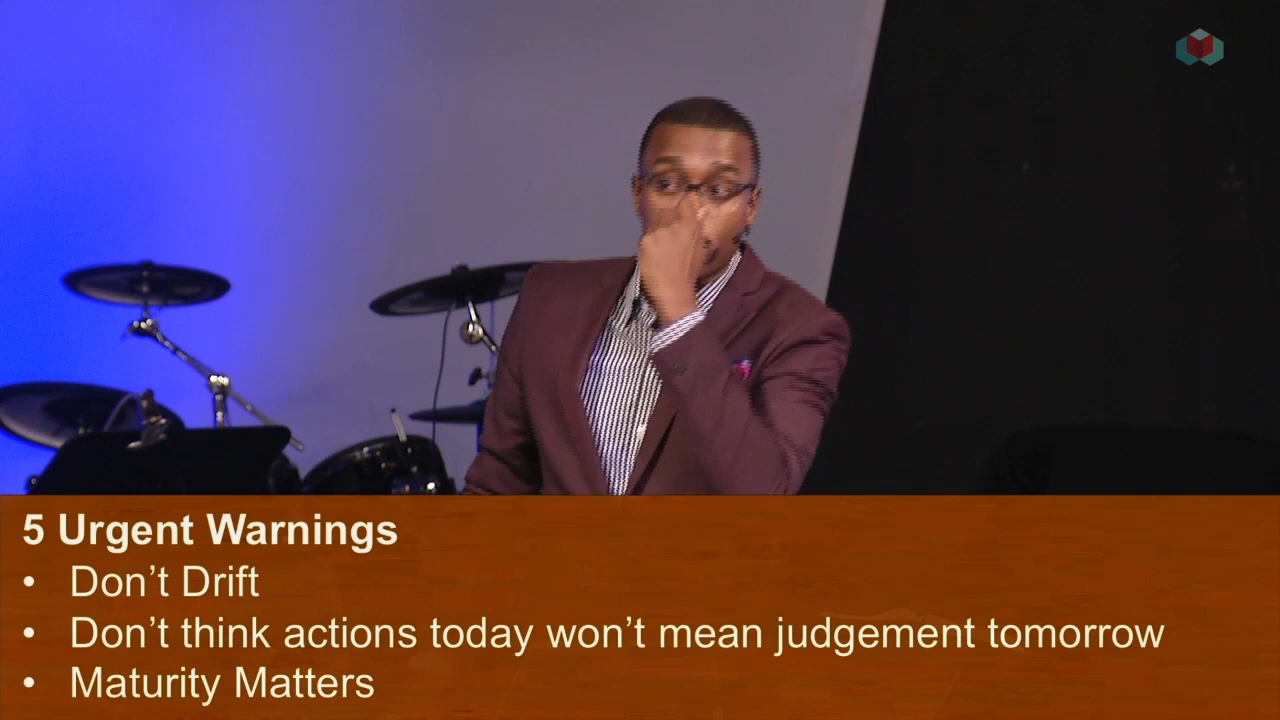 5 Urgent Warnings
• Don’t Drift
• Don’t think actions today won’t mean judgement tomorrow
• Maturity Matters